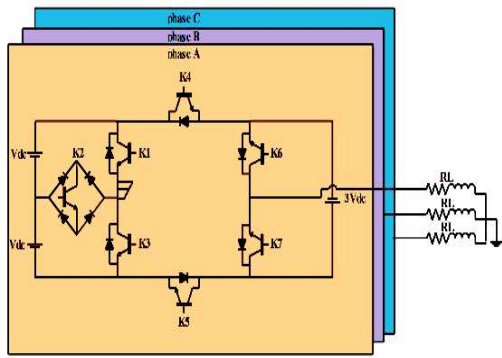 phase C
phase B
phase A
K4
K2
K1
K6
Vdc
RL
3Vdc
RL
Vdc
RL
K3
K7
K5